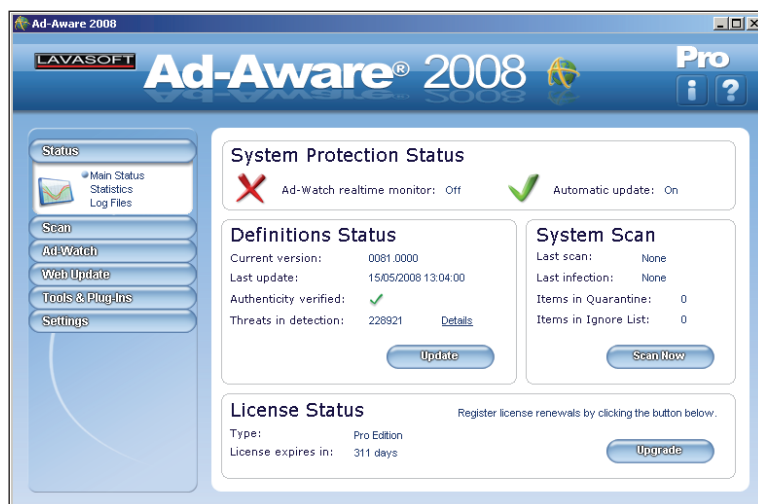 Ad-Aware 2008
LAVASOFT Ad-Aware® 2008 Pro
i ?
Status
Main Status
Statistics
Log Files
Scan
Ad-Watch
Web Update
Tools & Plug-Ins
Settings
System Protection Status
Ad-Watch realtime monitor: Off Automatic update: On
Definitions Status
Current version: 0081.0000
Last update: 15/05/2008 13:04:00
Authenticity verified:
Threats in detection: 228921 Details
Update
System Scan
Last scan: None
Last infection: None
Items in Quarantine: 0
Items in Ignore List: 0
Scan Now
License Status Register license renewals by clicking the button below.
Type: Pro Edition
License expires in: 311 days
Upgrade